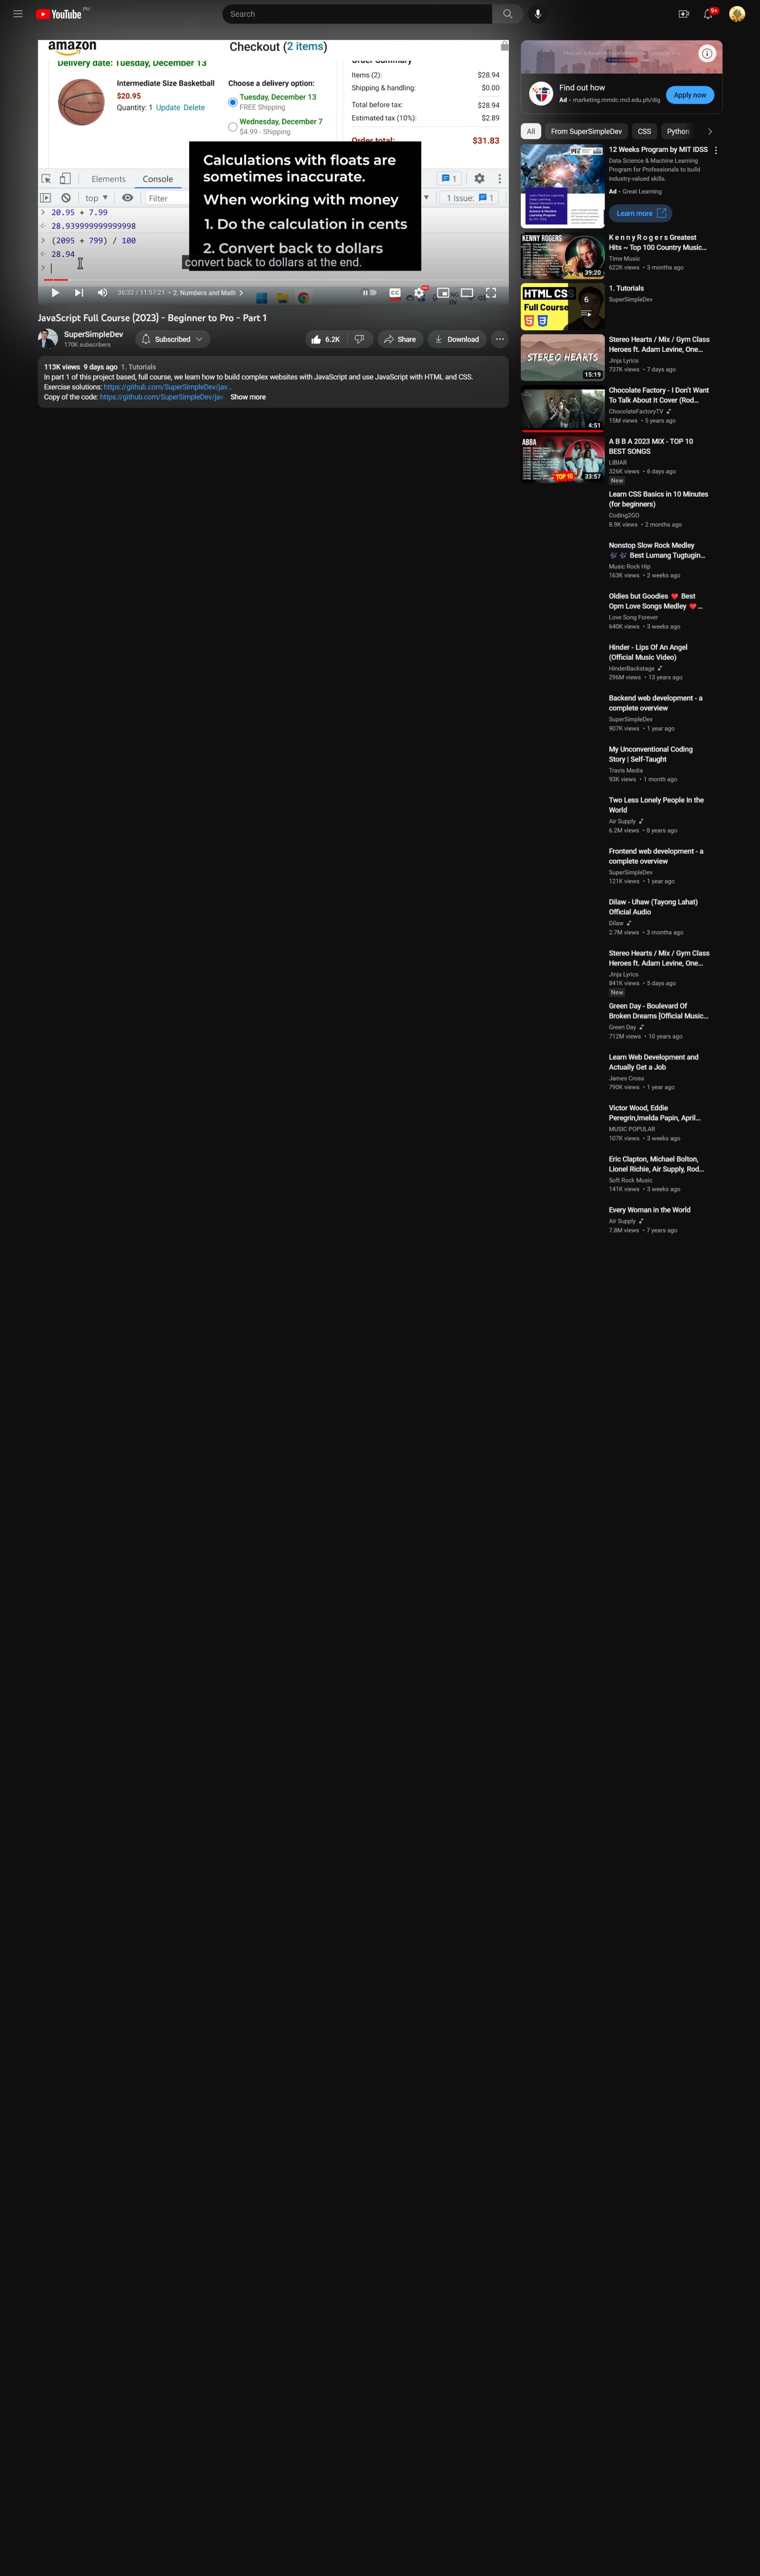 YouTube PH
Search
9+
amazon
Checkout (2 items)
Delivery date: Tuesday, December 13
Intermediate Size Basketball
$20.95
Quantity: 1 Update Delete
Choose a delivery option:
Tuesday, December 13
FREE Shipping
Wednesday, December 7
$4.99 - Shipping
Order Summary
Items (2): $28.94
Shipping & handling: $0.00
Total before tax: $28.94
Estimated tax (10%): $2.89
Order total: $31.83
Elements Console
1
top Filter
1 Issue: 1
> 20.95 + 7.99
28.939999999999998
> (2095 + 799) / 100
28.94
>
Calculations with floats are
sometimes inaccurate.
When working with money
1. Do the calculation in cents
2. Convert back to dollars
convert back to dollars at the end.
36:32 / 11:57:21 • 2. Numbers and Math
JavaScript Full Course (2023) - Beginner to Pro - Part 1
SuperSimpleDev
170K subscribers
Subscribed
6.2K
Share
Download
113K views 9 days ago 1. Tutorials
In part 1 of this project based, full course, we learn how to build complex websites with JavaScript and use JavaScript with HTML and CSS.
Exercise solutions: https://github.com/SuperSimpleDev/jav...
Copy of the code: https://github.com/SuperSimpleDev/jav... Show more
Find out how
Ad • marketing.mmdc.mcl.edu.ph/dig
Apply now
All
From SuperSimpleDev
CSS
Python
12 Weeks Program by MIT IDSS
Data Science & Machine Learning
Program for Professionals to build
industry-valued skills.
Ad • Great Learning
Learn more
KENNY ROGERS
39:20
K e n n y R o g e r s Greatest
Hits ~ Top 100 Country Music...
Time Music
622K views • 3 months ago
HTML CSS
Full Course
6
1. Tutorials
SuperSimpleDev
STEREO HEARTS
15:19
Stereo Hearts / Mix / Gym Class
Heroes ft. Adam Levine, One...
Jinja Lyrics
737K views • 7 days ago
4:51
Chocolate Factory - I Don't Want
To Talk About It Cover (Rod...
ChocolateFactoryTV
15M views • 5 years ago
ABBA
TOP 10
33:57
A B B A 2023 MIX - TOP 10
BEST SONGS
LIBIAR
326K views • 6 days ago
New
Learn CSS Basics in 10 Minutes
(for beginners)
Coding2GO
8.9K views • 2 months ago
Nonstop Slow Rock Medley
🎶🎶 Best Lumang Tugtugin...
Music Rock Hip
163K views • 2 weeks ago
Oldies but Goodies ❤️ Best
Opm Love Songs Medley ❤️...
Love Song Forever
640K views • 3 weeks ago
Hinder - Lips Of An Angel
(Official Music Video)
HinderBackstage
296M views • 13 years ago
Backend web development - a
complete overview
SuperSimpleDev
907K views • 1 year ago
My Unconventional Coding
Story | Self-Taught
Travis Media
93K views • 1 month ago
Two Less Lonely People In the
World
Air Supply
6.2M views • 8 years ago
Frontend web development - a
complete overview
SuperSimpleDev
121K views • 1 year ago
Dilaw - Uhaw (Tayong Lahat)
Official Audio
Dilaw
2.7M views • 3 months ago
Stereo Hearts / Mix / Gym Class
Heroes ft. Adam Levine, One...
Jinja Lyrics
841K views • 5 days ago
New
Green Day - Boulevard Of
Broken Dreams [Official Music...
Green Day
712M views • 10 years ago
Learn Web Development and
Actually Get a Job
James Cross
790K views • 1 year ago
Victor Wood, Eddie
Peregrin,Imelda Papin, April...
MUSIC POPULAR
107K views • 3 weeks ago
Eric Clapton, Michael Bolton,
Lionel Richie, Air Supply, Rod...
Soft Rock Music
141K views • 3 weeks ago
Every Woman in the World
Air Supply
7.8M views • 7 years ago